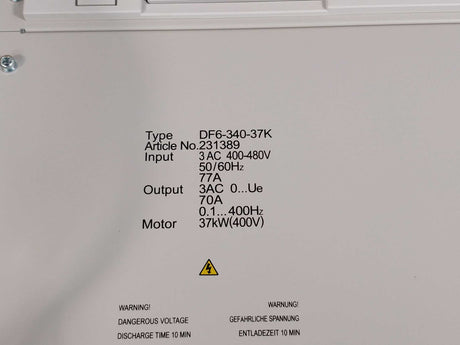 Type DF6-340-37K
Article No.231389
Input 3 AC 400-480V
50/60Hz
77A
Output 3AC 0...Ue
70A
0.1...400Hz
Motor 37kW(400V)
WARNING!
DANGEROUS VOLTAGE
DISCHARGE TIME 10 MIN
WARNUNG!
GEFAHRLICHE SPANNUNG
ENTLADEZEIT 10 MIN